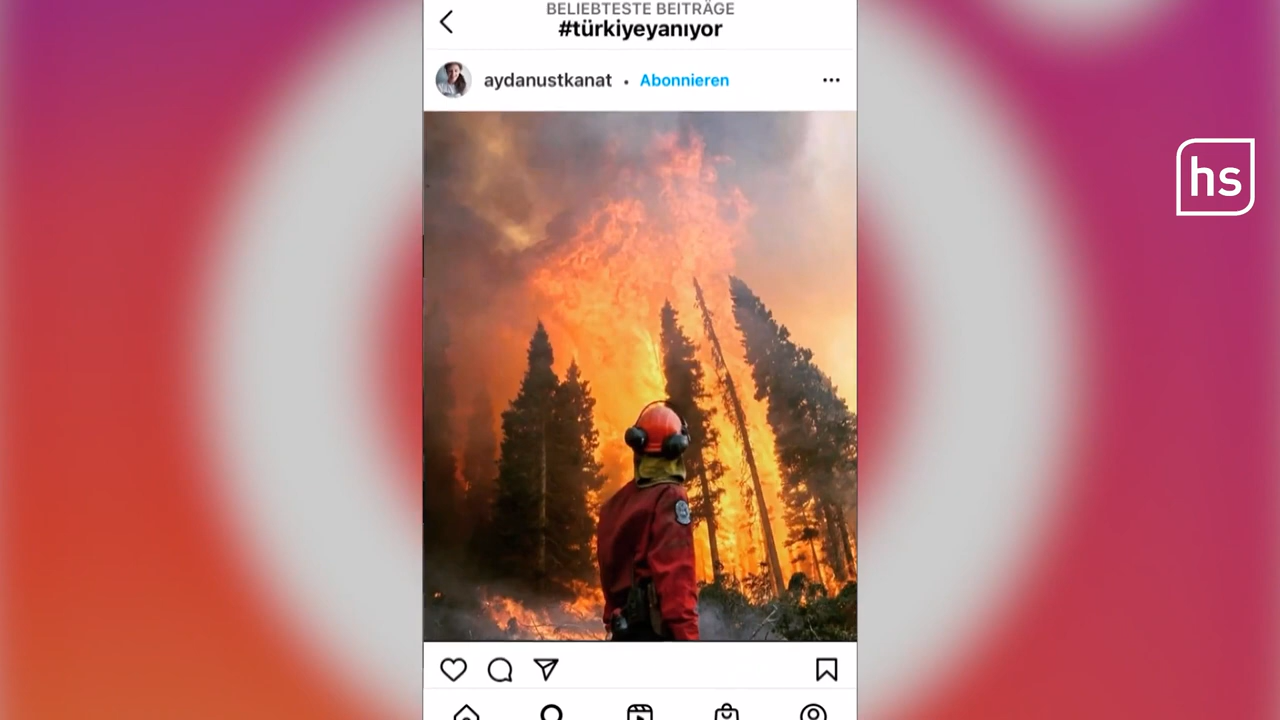 BELIEBTESTE BEITRÄGE
#türkiyeyanıyor
aydanustkanat • Abonnieren
hs